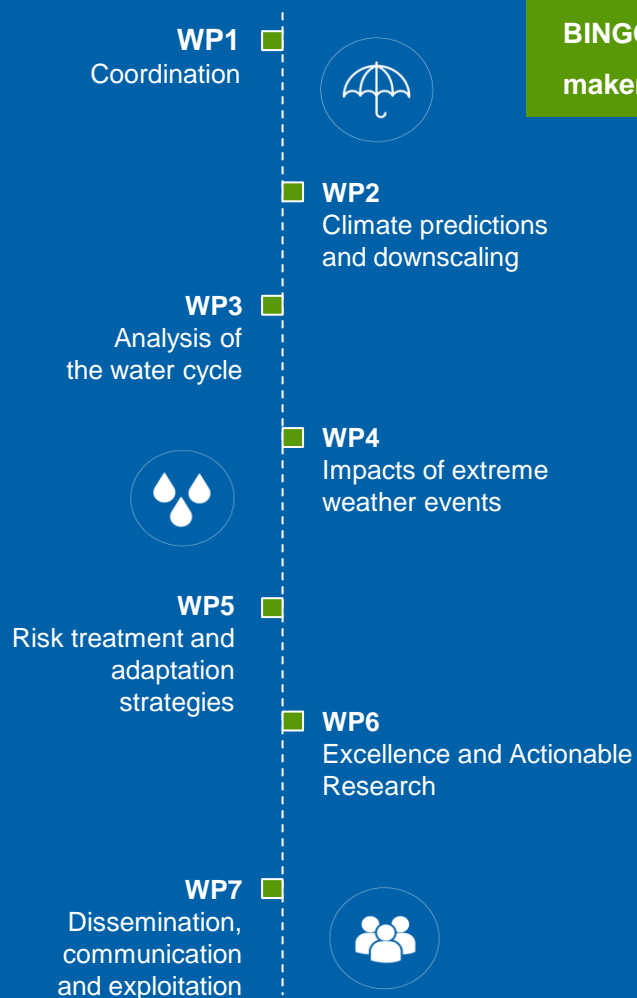 WP1
Coordination
WP2
Climate predictions
and downscaling
WP3
Analysis of
the water cycle
WP4
Impacts of extreme
weather events
WP5
Risk treatment and
adaptation
strategies
WP6
Excellence and Actionable
Research
WP7
Dissemination,
communication
and exploitation